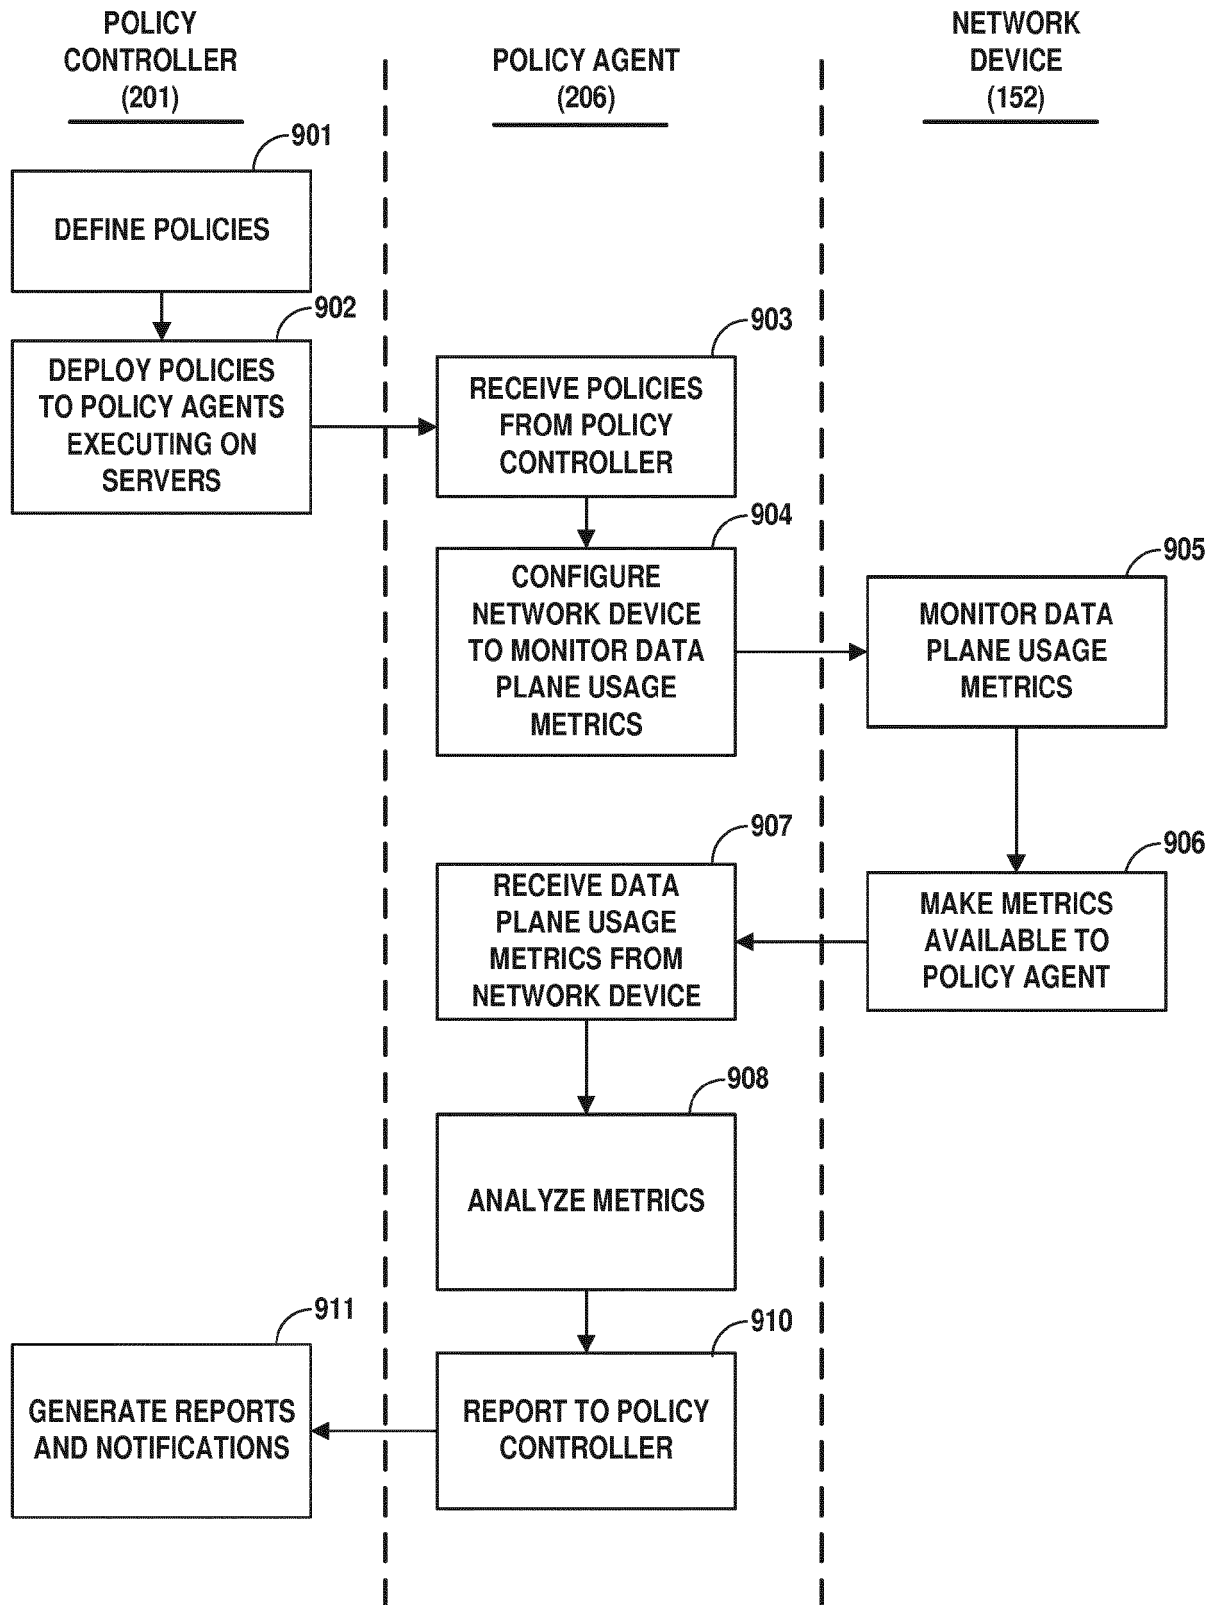 POLICY
CONTROLLER
(201)
POLICY AGENT
(206)
NETWORK
DEVICE
(152)
901
DEFINE POLICIES
902
DEPLOY POLICIES
TO POLICY AGENTS
EXECUTING ON
SERVERS
903
RECEIVE POLICIES
FROM POLICY
CONTROLLER
904
CONFIGURE
NETWORK DEVICE
TO MONITOR DATA
PLANE USAGE
METRICS
905
MONITOR DATA
PLANE USAGE
METRICS
906
MAKE METRICS
AVAILABLE TO
POLICY AGENT
907
RECEIVE DATA
PLANE USAGE
METRICS FROM
NETWORK DEVICE
908
ANALYZE METRICS
910
REPORT TO POLICY
CONTROLLER
911
GENERATE REPORTS
AND NOTIFICATIONS